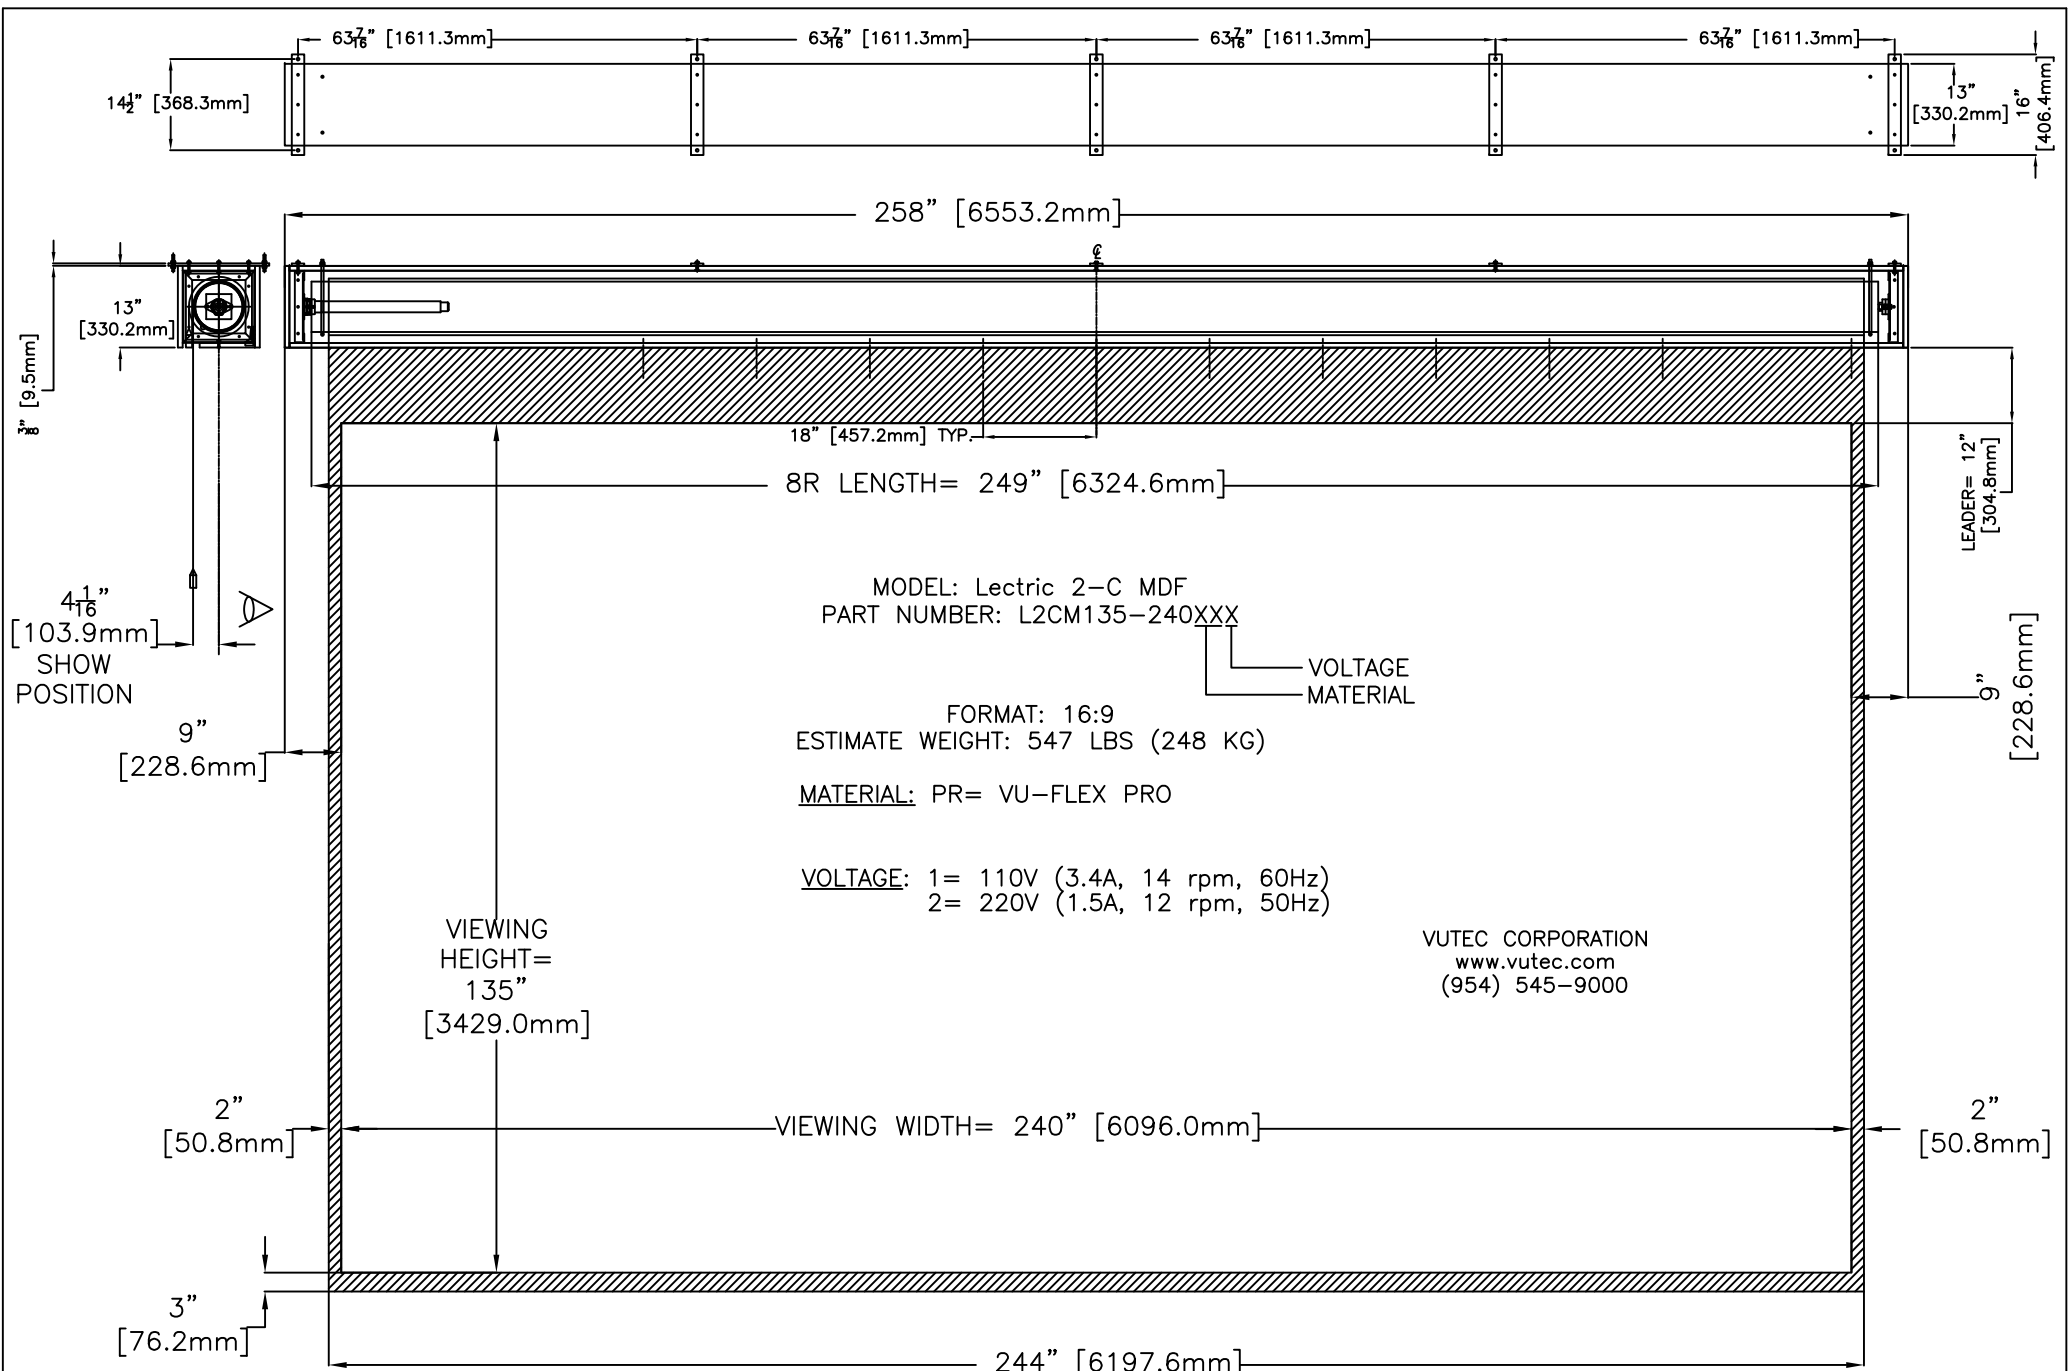 63 7/16" [1611.3mm] 63 7/16" [1611.3mm] 63 7/16" [1611.3mm] 63 7/16" [1611.3mm]
14 1/2" [368.3mm]
13"
[330.2mm]
16"
[406.4mm]
258" [6553.2mm]
℄
13"
[330.2mm]
3/8" [9.5mm]
18" [457.2mm] TYP.
8R LENGTH= 249" [6324.6mm]
LEADER= 12"
[304.8mm]
4 1/16"
[103.9mm]
SHOW
POSITION
MODEL: Lectric 2-C MDF
PART NUMBER: L2CM135-240XXX
VOLTAGE
MATERIAL
9"
[228.6mm]
9"
[228.6mm]
FORMAT: 16:9
ESTIMATE WEIGHT: 547 LBS (248 KG)
MATERIAL: PR= VU-FLEX PRO
VOLTAGE: 1= 110V (3.4A, 14 rpm, 60Hz)
2= 220V (1.5A, 12 rpm, 50Hz)
VIEWING
HEIGHT=
135"
[3429.0mm]
VUTEC CORPORATION
www.vutec.com
(954) 545-9000
2"
[50.8mm]
VIEWING WIDTH= 240" [6096.0mm]
2"
[50.8mm]
3"
[76.2mm]
244" [6197.6mm]